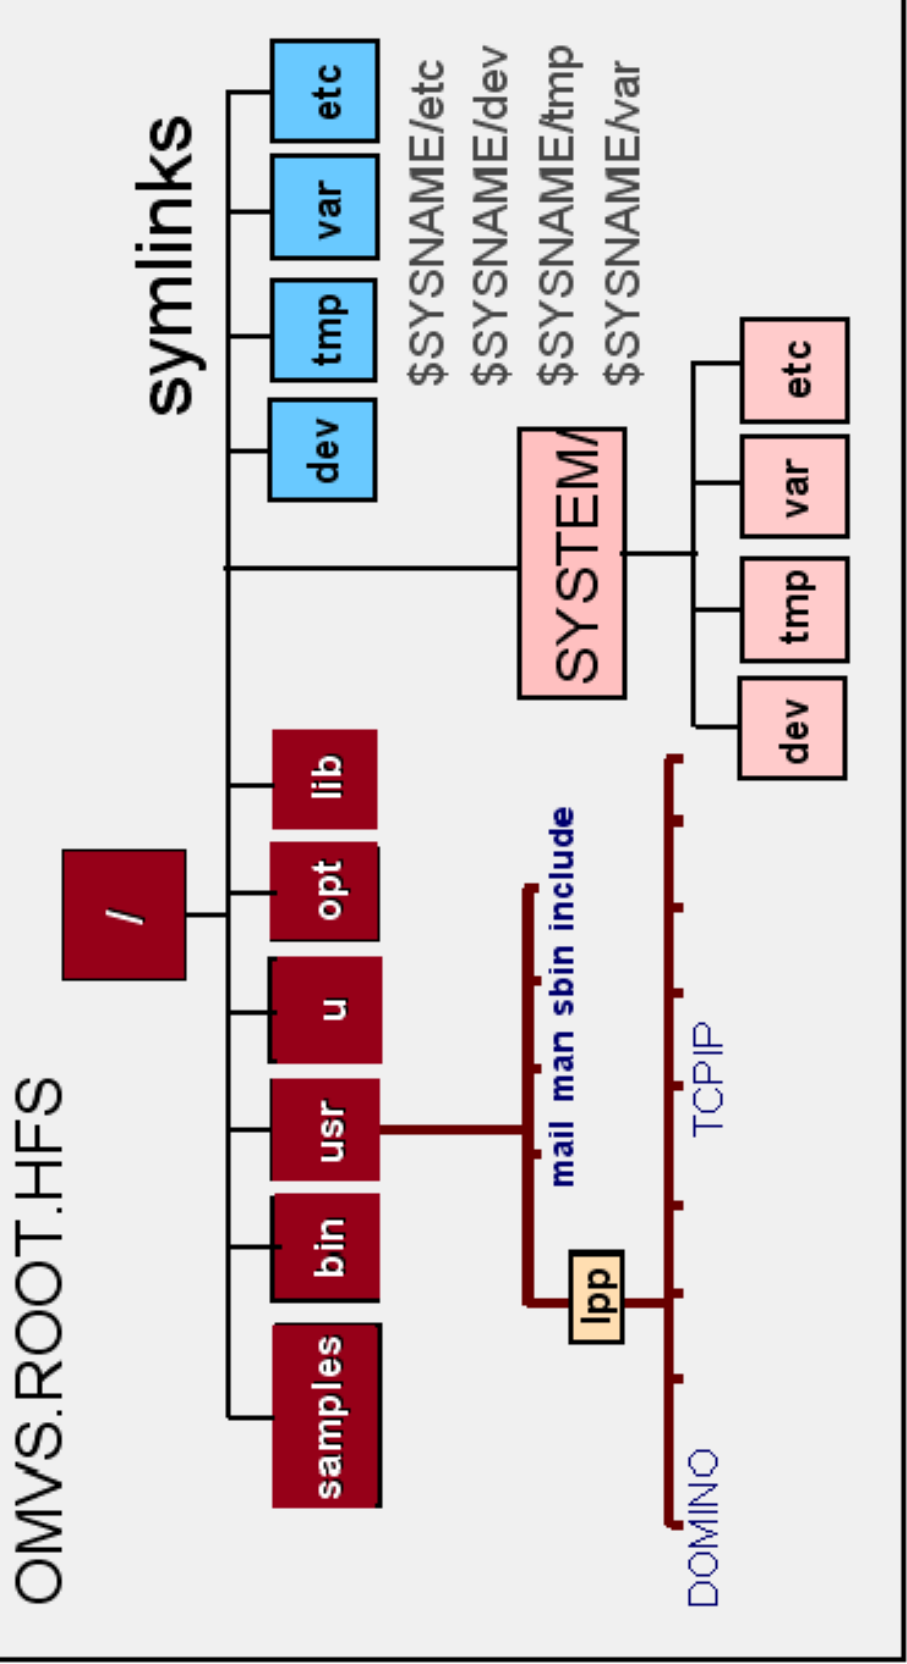 OMVS.ROOT.HFS
/
symlinks
samples bin usr u opt lib dev tmp var etc
$SYSNAME/etc
$SYSNAME/dev
$SYSNAME/tmp
$SYSNAME/var
SYSTEM/
mail man sbin include
lpp
dev tmp var etc
DOMINO TCPIP